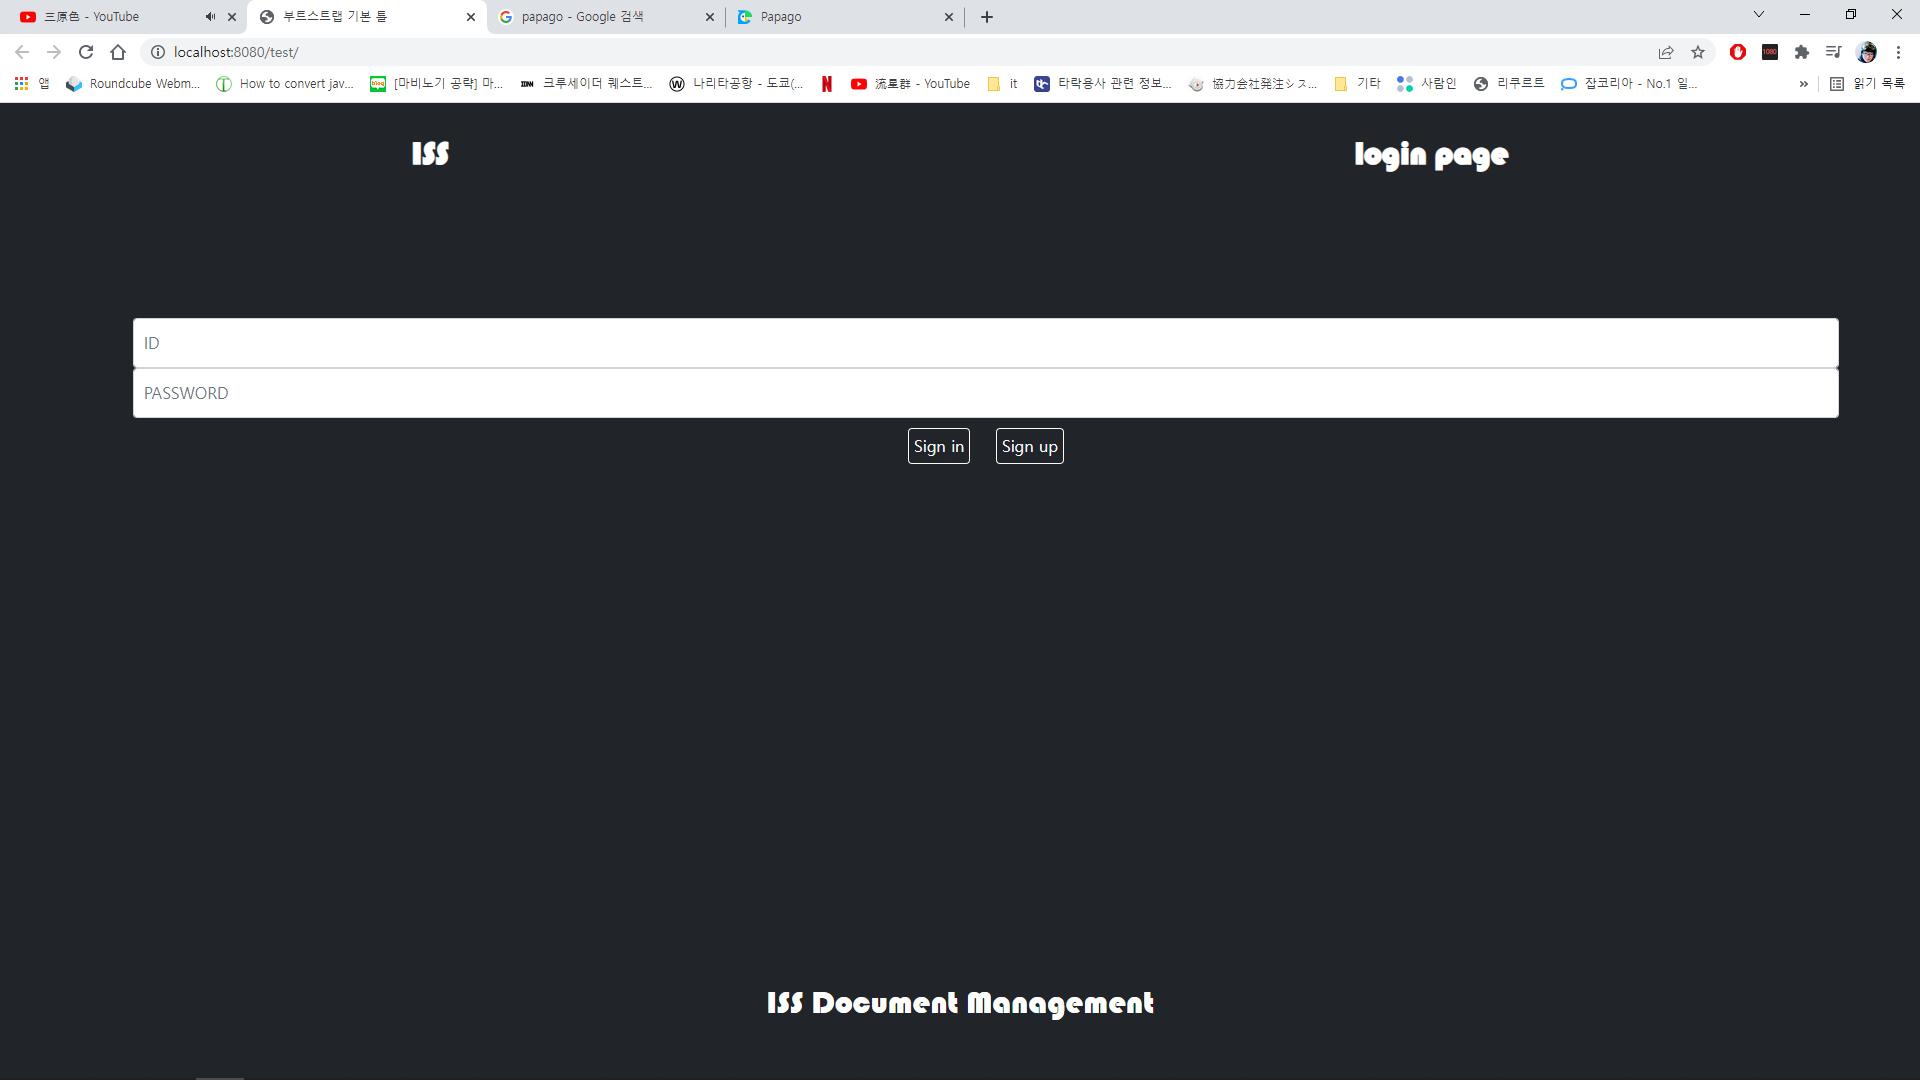 三原色 - YouTube
부트스트랩 기본 틀
papago - Google 검색
Papago
localhost:8080/test/
1080
앱
Roundcube Webm...
How to convert jav...
blog
[마비노기 공략] 마...
크루세이더 퀘스트...
나리타공항 - 도쿄(...
流星群 - YouTube
it
타락용사 관련 정보...
協力会社発注シス...
기타
사람인
리쿠르트
잡코리아 - No.1 일...
»
읽기 목록
ISS
login page
ID
PASSWORD
Sign in
Sign up
ISS Document Management